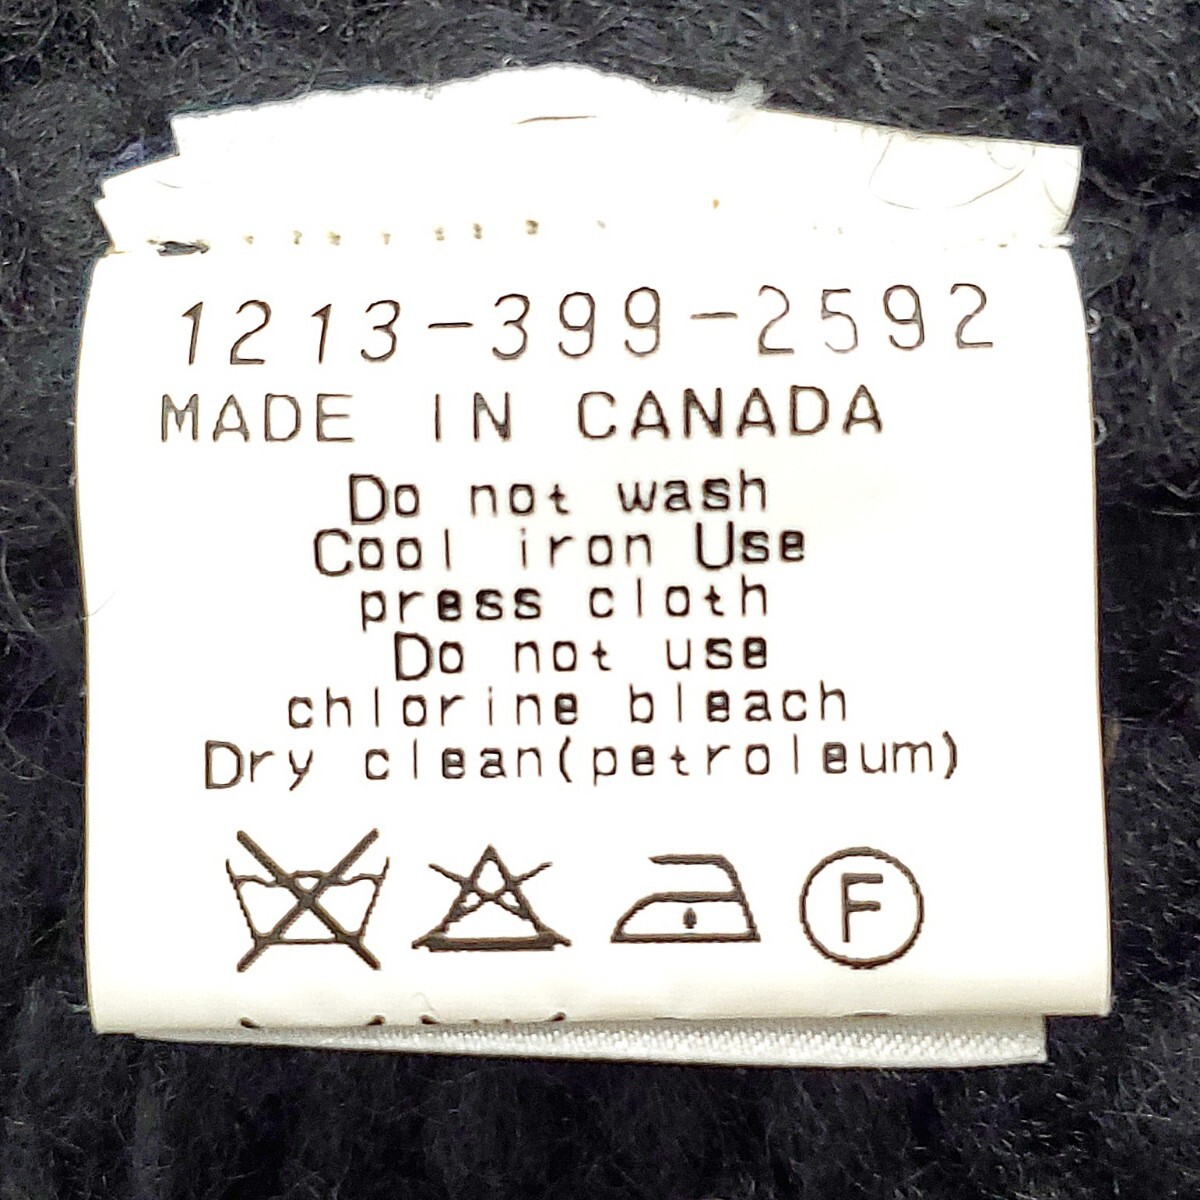 1213-399-2592
MADE IN CANADA
Do not wash
Cool iron Use
press cloth
Do not use
chlorine bleach
Dry clean(petroleum)
F